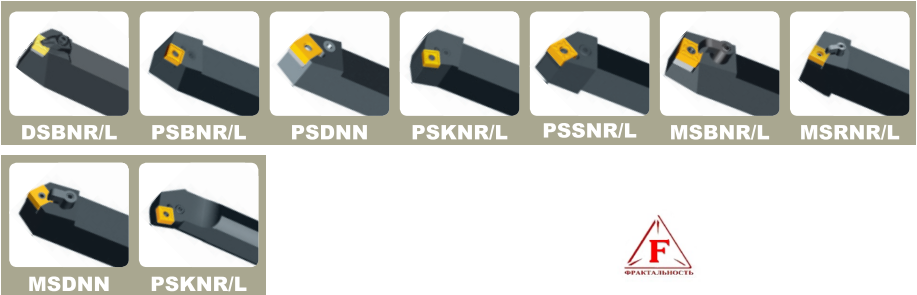 DSBNR/L
PSBNR/L
PSDNN
PSKNR/L
PSSNR/L
MSBNR/L
MSRNR/L
MSDNN
PSKNR/L
F
ФРАКТАЛЬНОСТЬ